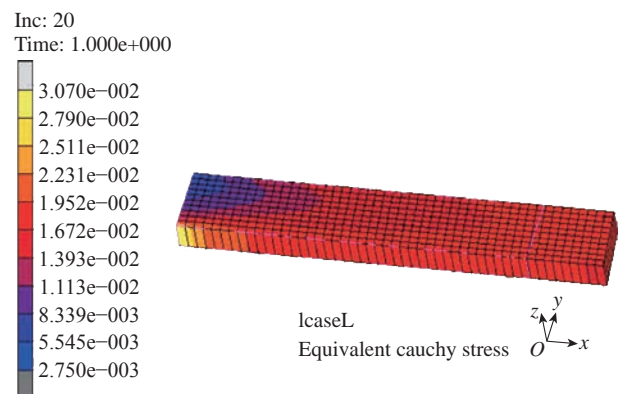 Inc: 20
Time: 1.000e+000
3.070e−002
2.790e−002
2.511e−002
2.231e−002
1.952e−002
1.672e−002
1.393e−002
1.113e−002
8.339e−003
5.545e−003
2.750e−003
lcaseL
Equivalent cauchy stress
z
y
O
x